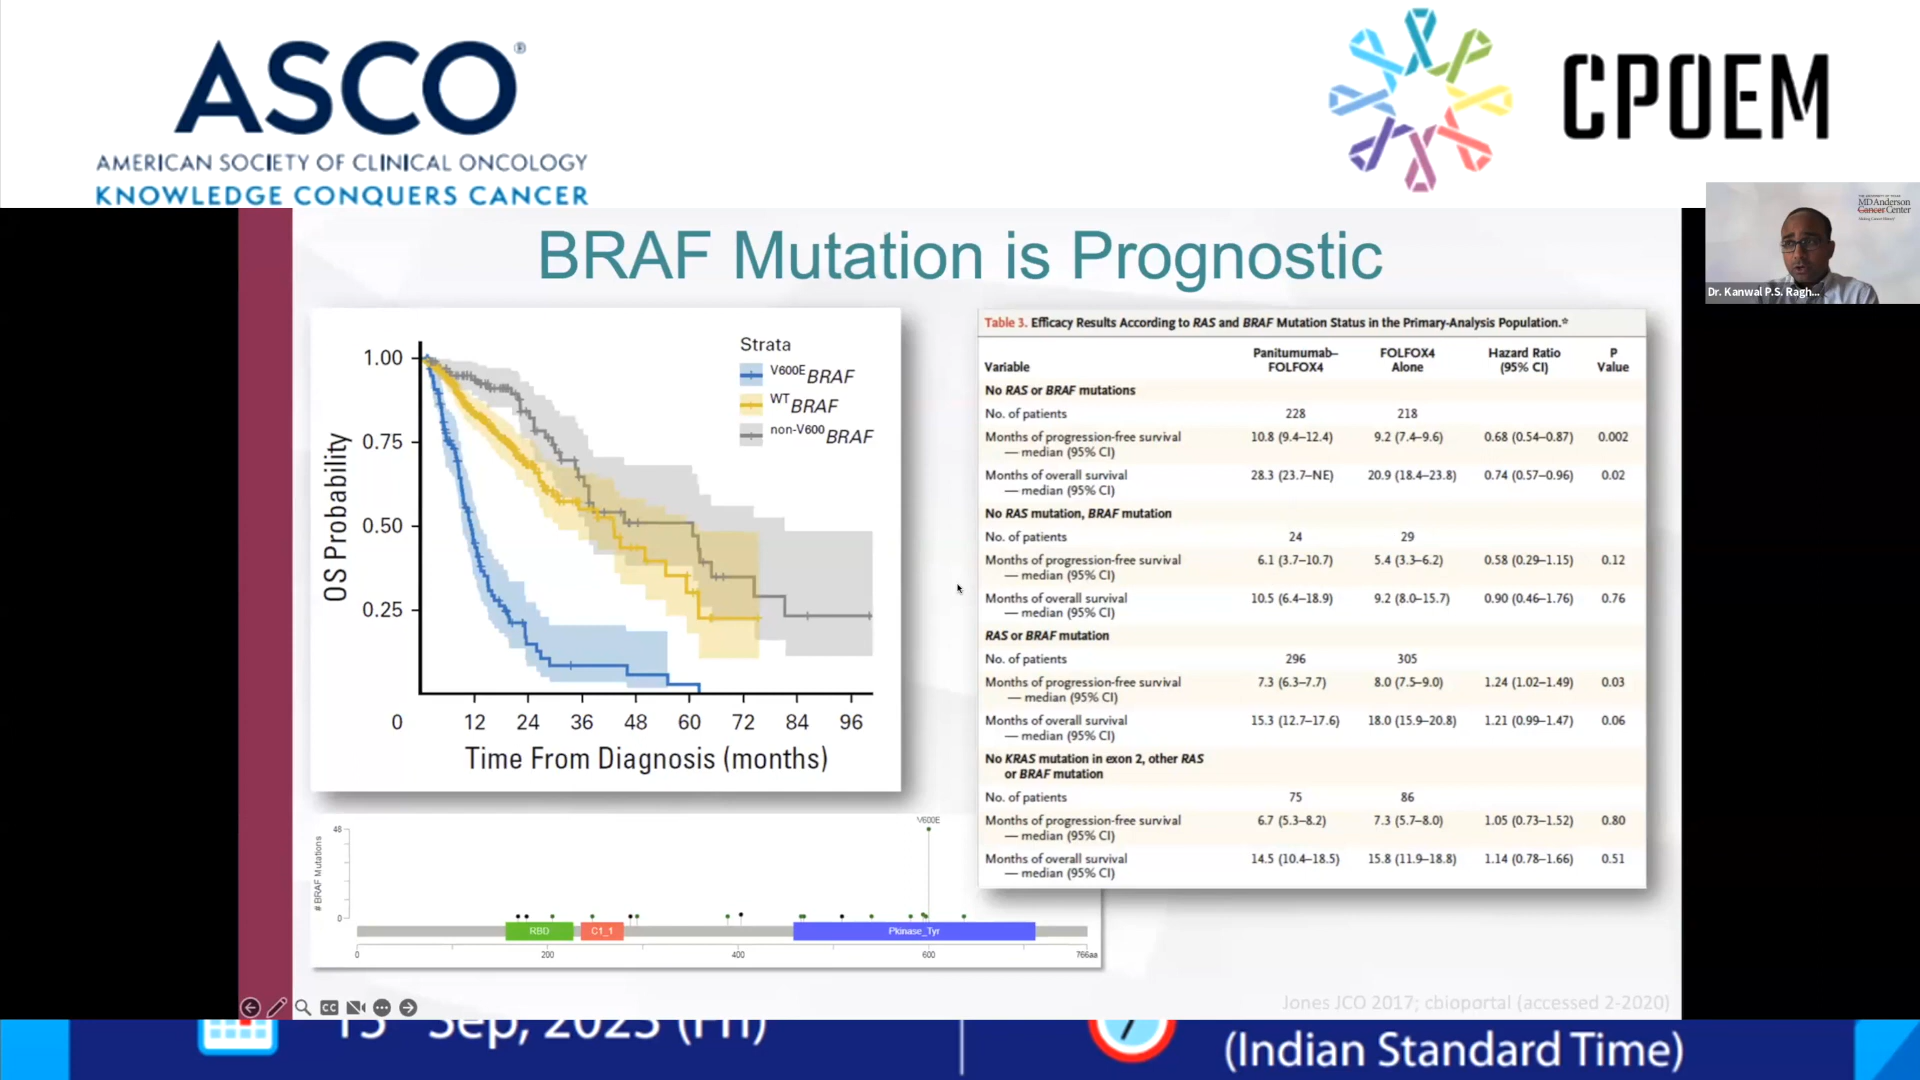 ASCO®
AMERICAN SOCIETY OF CLINICAL ONCOLOGY
KNOWLEDGE CONQUERS CANCER
CPOEM
MDAnderson
Cancer Center
Dr. Kanwal P.S. Ragh...
BRAF Mutation is Prognostic
Strata
V600E BRAF
WT BRAF
non-V600 BRAF
OS Probability
1.00
0.75
0.50
0.25
0 12 24 36 48 60 72 84 96
Time From Diagnosis (months)
Table 3. Efficacy Results According to RAS and BRAF Mutation Status in the Primary-Analysis Population.*
Variable Panitumumab–FOLFOX4 FOLFOX4 Alone Hazard Ratio (95% CI) P Value
No RAS or BRAF mutations
No. of patients 228 218
Months of progression-free survival 10.8 (9.4–12.4) 9.2 (7.4–9.6) 0.68 (0.54–0.87) 0.002
— median (95% CI)
Months of overall survival 28.3 (23.7–NE) 20.9 (18.4–23.8) 0.74 (0.57–0.96) 0.02
— median (95% CI)
No RAS mutation, BRAF mutation
No. of patients 24 29
Months of progression-free survival 6.1 (3.7–10.7) 5.4 (3.3–6.2) 0.58 (0.29–1.15) 0.12
— median (95% CI)
Months of overall survival 10.5 (6.4–18.9) 9.2 (8.0–15.7) 0.90 (0.46–1.76) 0.76
— median (95% CI)
RAS or BRAF mutation
No. of patients 296 305
Months of progression-free survival 7.3 (6.3–7.7) 8.0 (7.5–9.0) 1.24 (1.02–1.49) 0.03
— median (95% CI)
Months of overall survival 15.3 (12.7–17.6) 18.0 (15.9–20.8) 1.21 (0.99–1.47) 0.06
— median (95% CI)
No KRAS mutation in exon 2, other RAS
or BRAF mutation
No. of patients 75 86
Months of progression-free survival 6.7 (5.3–8.2) 7.3 (5.7–8.0) 1.05 (0.73–1.52) 0.80
— median (95% CI)
Months of overall survival 14.5 (10.4–18.5) 15.8 (11.9–18.8) 1.14 (0.78–1.66) 0.51
— median (95% CI)
# BRAF Mutations
48
0
V600E
RBD C1_1 Pkinase_Tyr
0 200 400 600 766aa
Jones JCO 2017; cbioportal (accessed 2-2020)
CC
15 Sep, 2023 (Fri)
(Indian Standard Time)